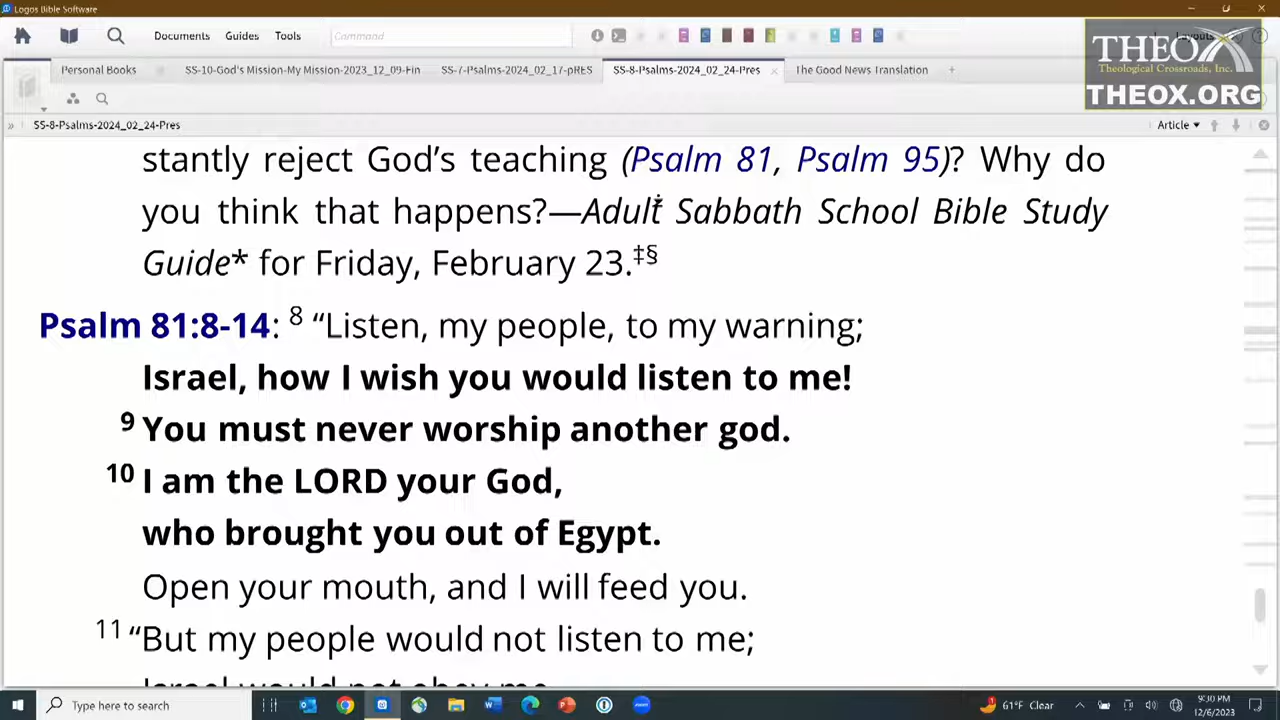 Logos Bible Software
Documents Guides Tools Command
THEOX
Theological Crossroads, Inc.
THEOX.ORG
Personal Books SS-10-God's Mission-My Mission-2023_12_09-Fin 24_02_17-pRES SS-8-Psalms-2024_02_24-Pres The Good News Translation
SS-8-Psalms-2024_02_24-Pres Article
stantly reject God's teaching (Psalm 81, Psalm 95)? Why do
you think that happens?—Adult Sabbath School Bible Study
Guide* for Friday, February 23.‡§
Psalm 81:8-14: 8 “Listen, my people, to my warning;
Israel, how I wish you would listen to me!
9 You must never worship another god.
10 I am the LORD your God,
who brought you out of Egypt.
Open your mouth, and I will feed you.
11 “But my people would not listen to me;
Israel would not obey me
Type here to search
61°F Clear
9:30 PM
12/6/2023